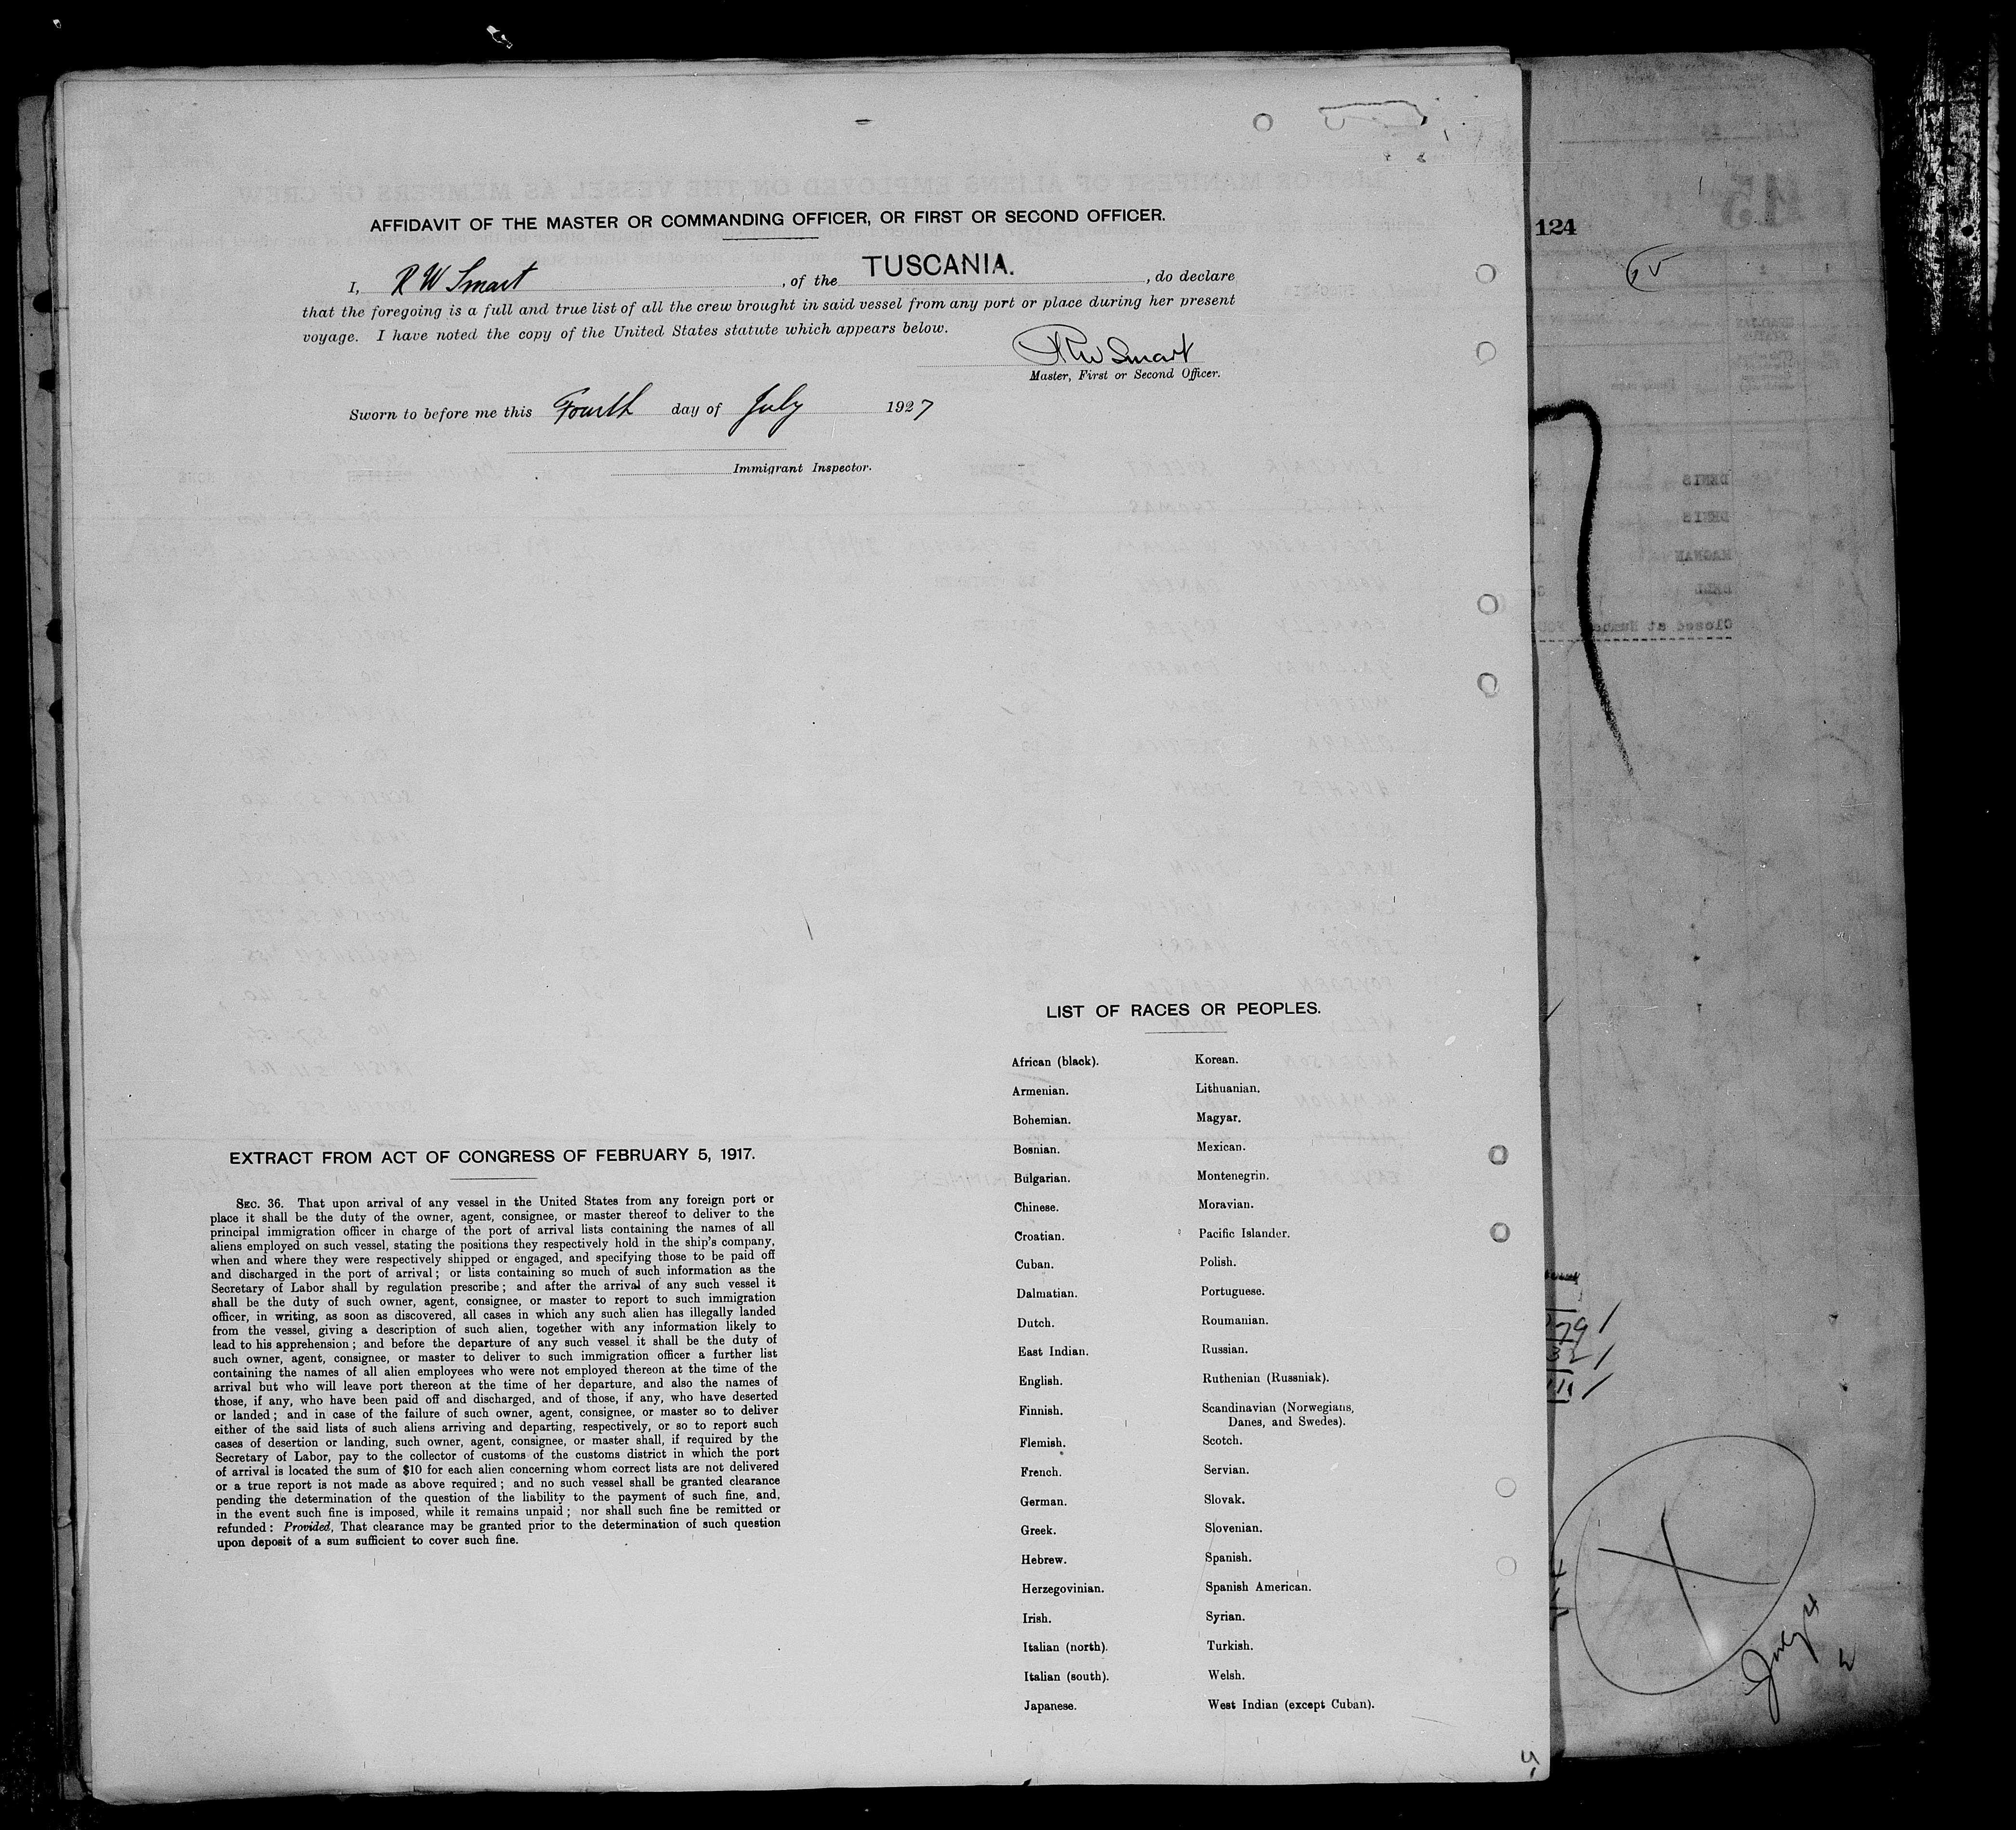 AFFIDAVIT OF THE MASTER OR COMMANDING OFFICER, OR FIRST OR SECOND OFFICER.
I, R W Smart, of the TUSCANIA., do declare
that the foregoing is a full and true list of all the crew brought in said vessel from any port or place during her present
voyage. I have noted the copy of the United States statute which appears below.
R W Smart
Master, First or Second Officer.
Sworn to before me this Fourth day of July 1927
Immigrant Inspector.
EXTRACT FROM ACT OF CONGRESS OF FEBRUARY 5, 1917.
SEC. 36. That upon arrival of any vessel in the United States from any foreign port or
place it shall be the duty of the owner, agent, consignee, or master thereof to deliver to the
principal immigration officer in charge of the port of arrival lists containing the names of all
aliens employed on such vessel, stating the positions they respectively hold in the ship's company,
when and where they were respectively shipped or engaged, and specifying those to be paid off
and discharged in the port of arrival; or lists containing so much of such information as the
Secretary of Labor shall by regulation prescribe; and after the arrival of any such vessel it
shall be the duty of such owner, agent, consignee, or master to report to such immigration
officer, in writing, as soon as discovered, all cases in which any such alien has illegally landed
from the vessel, giving a description of such alien, together with any information likely to
lead to his apprehension; and before the departure of any such vessel it shall be the duty of
such owner, agent, consignee, or master to deliver to such immigration officer a further list
containing the names of all alien employees who were not employed thereon at the time of the
arrival but who will leave port thereon at the time of her departure, and also the names of
those, if any, who have been paid off and discharged, and of those, if any, who have deserted
or landed; and in case of the failure of such owner, agent, consignee, or master so to deliver
either of the said lists of such aliens arriving and departing, respectively, or so to report such
cases of desertion or landing, such owner, agent, consignee, or master shall, if required by the
Secretary of Labor, pay to the collector of customs of the customs district in which the port
of arrival is located the sum of $10 for each alien concerning whom correct lists are not delivered
or a true report is not made as above required; and no such vessel shall be granted clearance
pending the determination of the question of the liability to the payment of such fine, and,
in the event such fine is imposed, while it remains unpaid; nor shall such fine be remitted or
refunded: Provided, That clearance may be granted prior to the determination of such question
upon deposit of a sum sufficient to cover such fine.
LIST OF RACES OR PEOPLES.
African (black). Korean.
Armenian. Lithuanian.
Bohemian. Magyar.
Bosnian. Mexican.
Bulgarian. Montenegrin.
Chinese. Moravian.
Croatian. Pacific Islander.
Cuban. Polish.
Dalmatian. Portuguese.
Dutch. Roumanian.
East Indian. Russian.
English. Ruthenian (Russniak).
Finnish. Scandinavian (Norwegians,
Danes, and Swedes).
Flemish. Scotch.
French. Servian.
German. Slovak.
Greek. Slovenian.
Hebrew. Spanish.
Herzegovinian. Spanish American.
Irish. Syrian.
Italian (north). Turkish.
Italian (south). Welsh.
Japanese. West Indian (except Cuban).
124
July 4